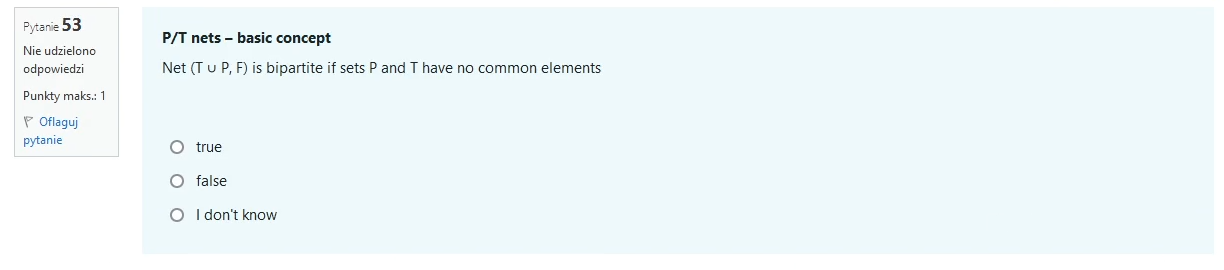 Pytanie 53
Nie udzielono
odpowiedzi
Punkty maks.: 1
Oflaguj
pytanie
P/T nets – basic concept
Net (T ∪ P, F) is bipartite if sets P and T have no common elements
true
false
I don't know